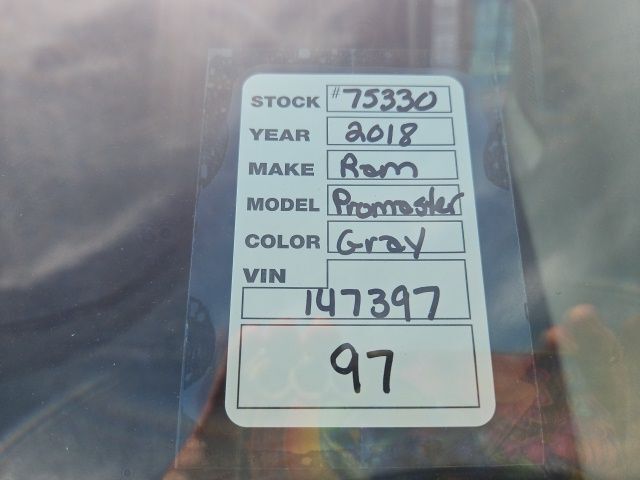 STOCK #75330
YEAR 2018
MAKE Ram
MODEL Promaster
COLOR Gray
VIN
147397
97